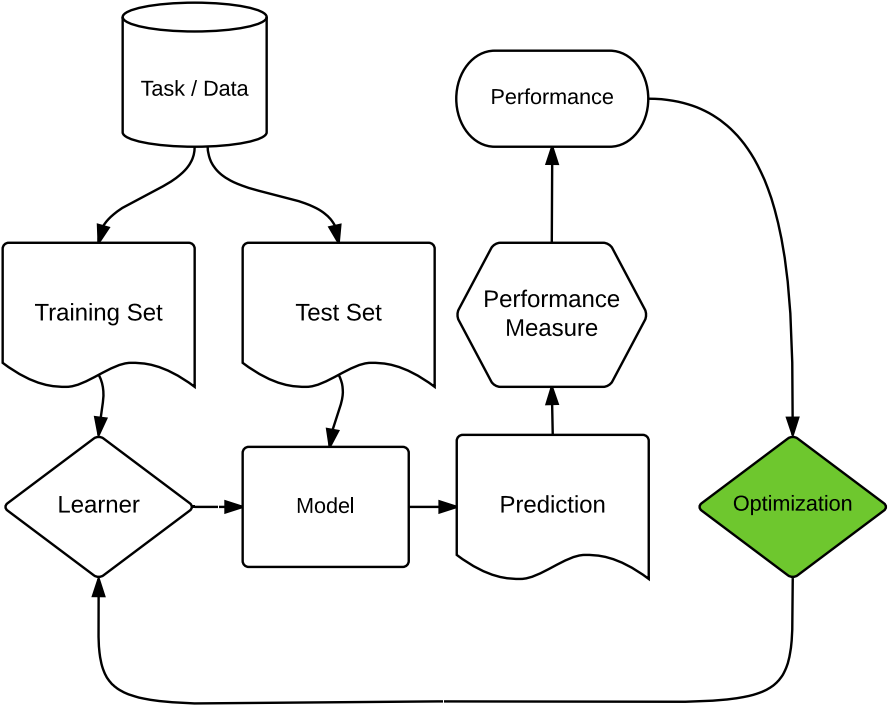 Task / Data
Performance
Training Set
Test Set
Performance
Measure
Learner
Model
Prediction
Optimization